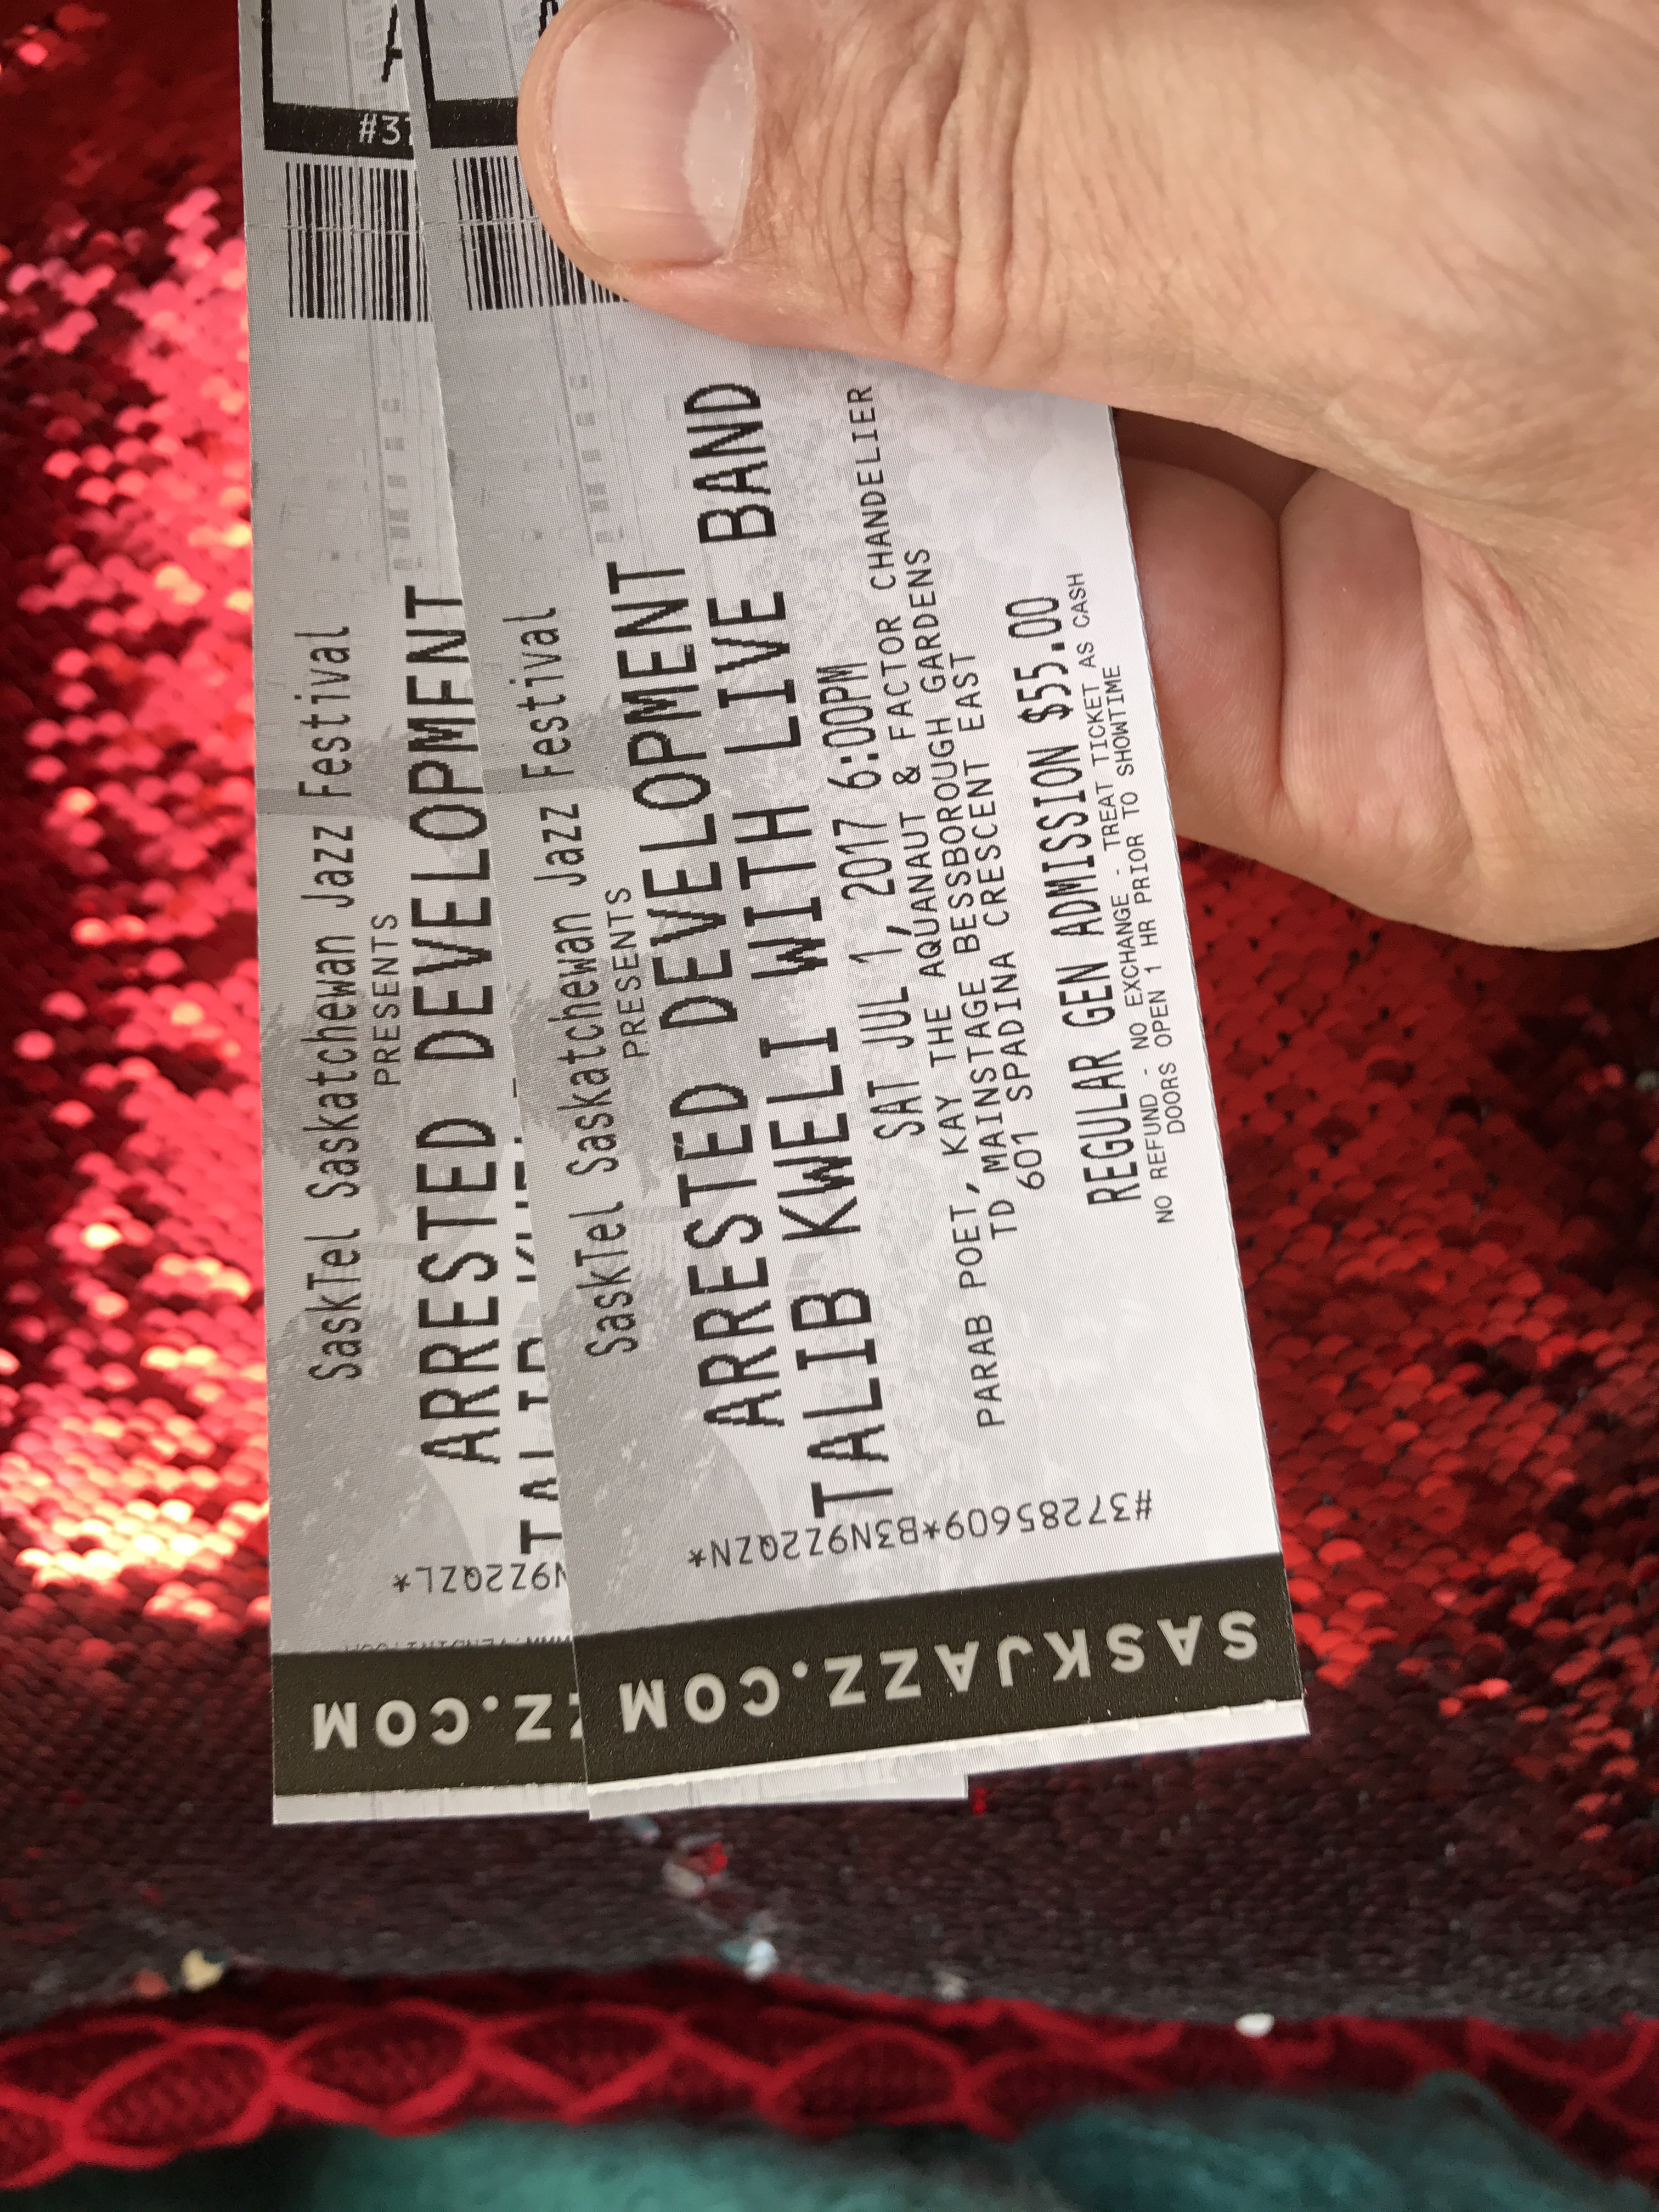 #37
SaskTel Saskatchewan Jazz Festival
PRESENTS
ARRESTED DEVELOPMENT
N9Z2QZL*
ZZ.COM
SaskTel Saskatchewan Jazz Festival
PRESENTS
ARRESTED DEVELOPMENT
TALIB KWELI WITH LIVE BAND
SAT JUL 1, 2017 6:00PM
PARAB POET, KAY THE AQUANAUT & FACTOR CHANDELIER
TD MAINSTAGE BESSBOROUGH GARDENS
601 SPADINA CRESCENT EAST
REGULAR GEN ADMISSION $55.00
NO REFUND - NO EXCHANGE - TREAT TICKET AS CASH
DOORS OPEN 1 HR PRIOR TO SHOWTIME
#37285609*B3N9Z2QZN*
SASKJAZZ.COM